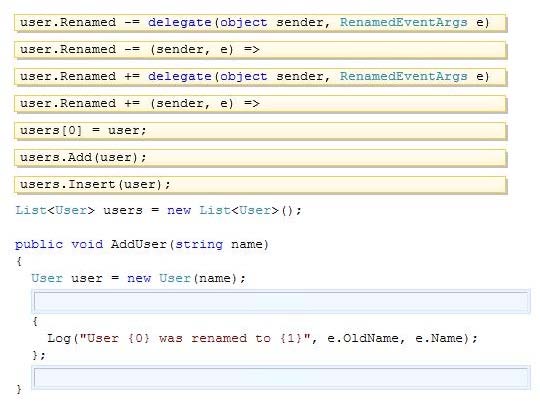 user.Renamed -= delegate(object sender, RenamedEventArgs e)
user.Renamed -= (sender, e) =>
user.Renamed += delegate(object sender, RenamedEventArgs e)
user.Renamed += (sender, e) =>
users[0] = user;
users.Add(user);
users.Insert(user);
List<User> users = new List<User>();
public void AddUser(string name)
{
User user = new User(name);
{
Log("User {0} was renamed to {1}", e.OldName, e.Name);
};
}